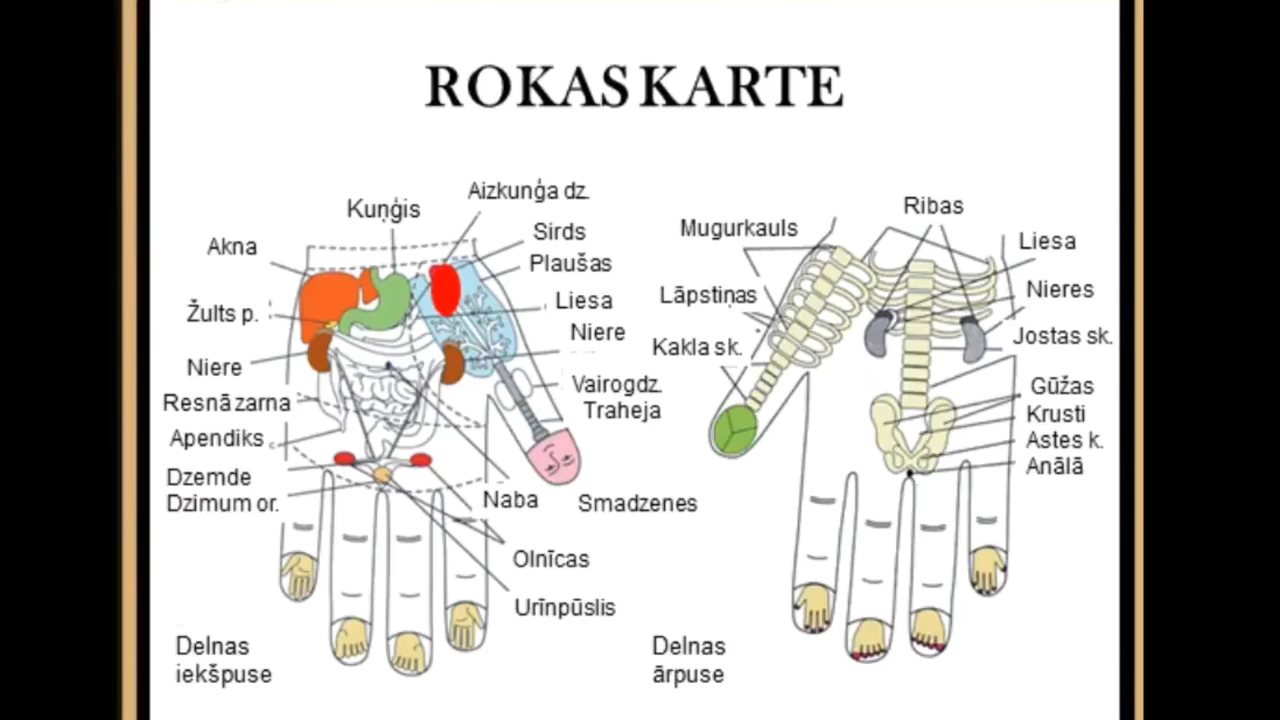 ROKAS KARTE
Aizkunģa dz.
Kuņģis
Sirds
Akna
Plaušas
Liesa
Žults p.
Niere
Niere
Vairogdz.
Resnā zarna
Traheja
Apendiks
Dzemde
Dzimum or.
Naba
Smadzenes
Olnīcas
Urīnpūslis
Delnas
iekšpuse
Ribas
Mugurkauls
Liesa
Lāpstiņas
Nieres
Kakla sk.
Jostas sk.
Gūžas
Krusti
Astes k.
Anālā
Delnas
ārpuse